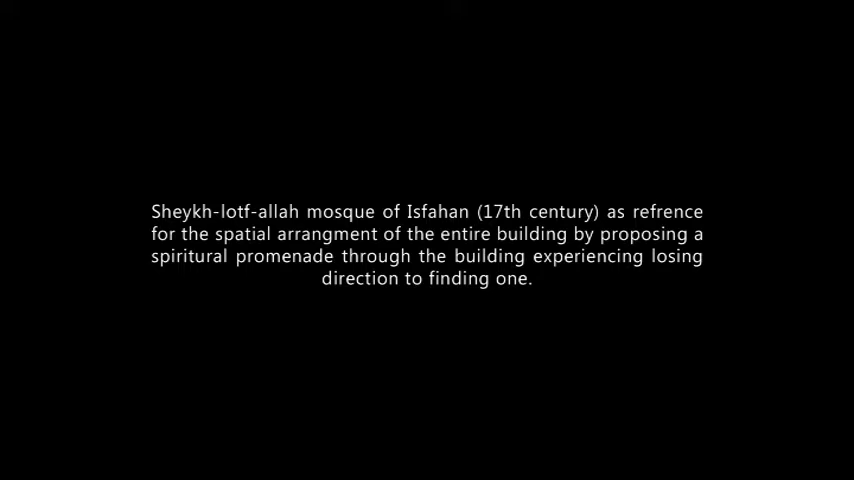 Sheykh-lotf-allah mosque of Isfahan (17th century) as refrence
for the spatial arrangment of the entire building by proposing a
spiritural promenade through the building experiencing losing
direction to finding one.